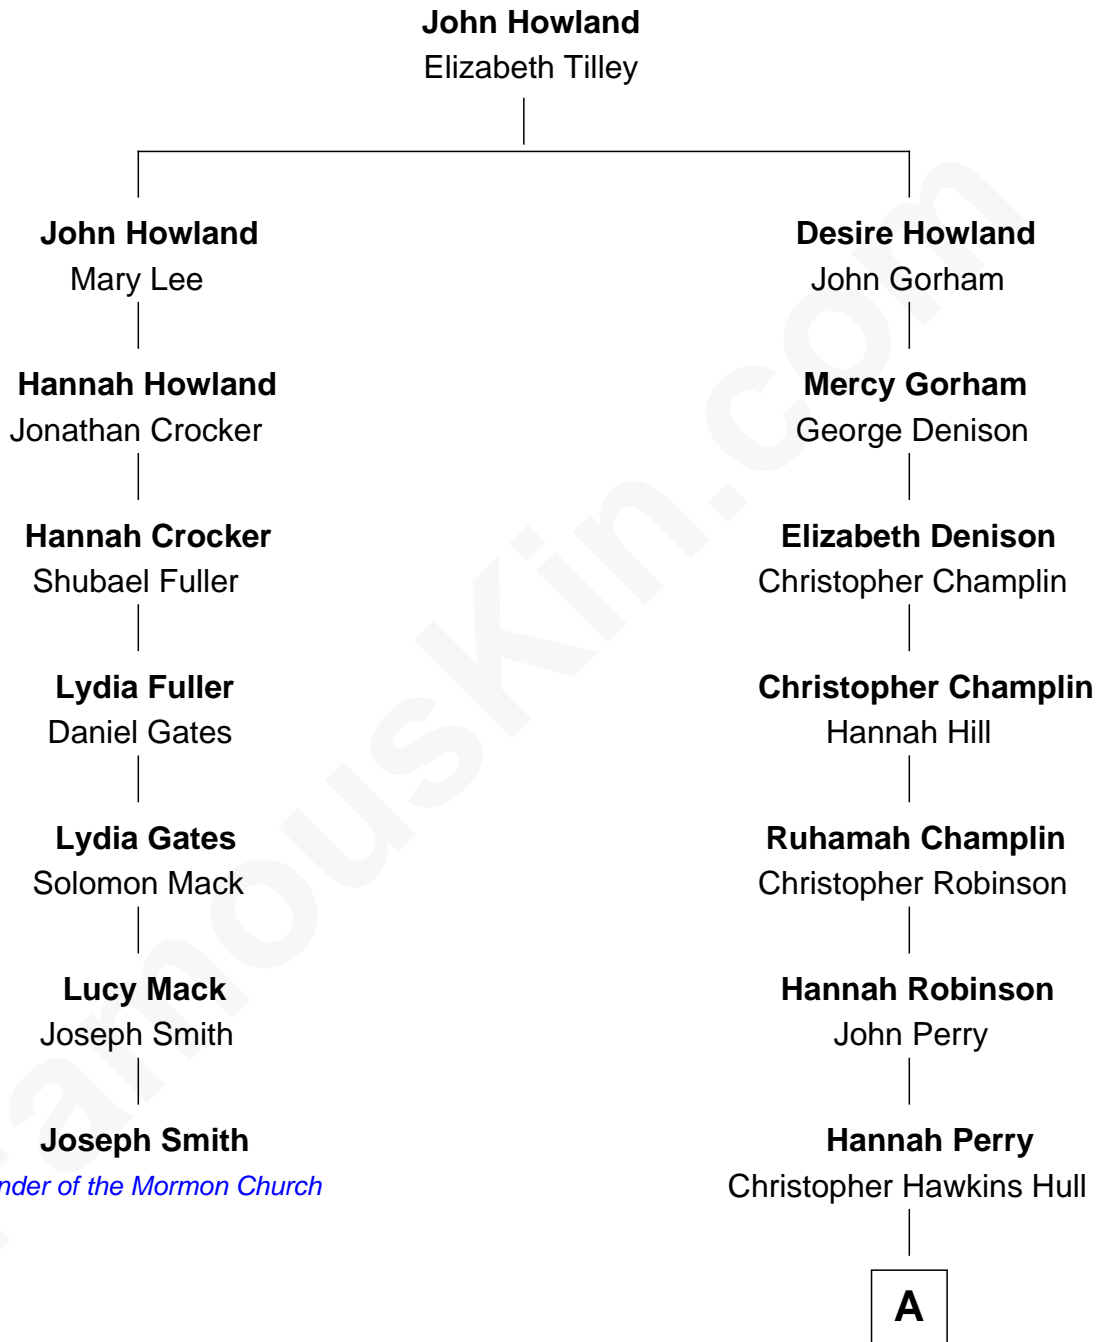 John Howland
Elizabeth Tilley
John Howland
Mary Lee
Desire Howland
John Gorham
Hannah Howland
Jonathan Crocker
Mercy Gorham
George Denison
Hannah Crocker
Shubael Fuller
Elizabeth Denison
Christopher Champlin
Lydia Fuller
Daniel Gates
Christopher Champlin
Hannah Hill
Lydia Gates
Solomon Mack
Ruhamah Champlin
Christopher Robinson
Lucy Mack
Joseph Smith
Hannah Robinson
John Perry
Joseph Smith
nder of the Mormon Church
Hannah Perry
Christopher Hawkins Hull
A
FamousKin.com